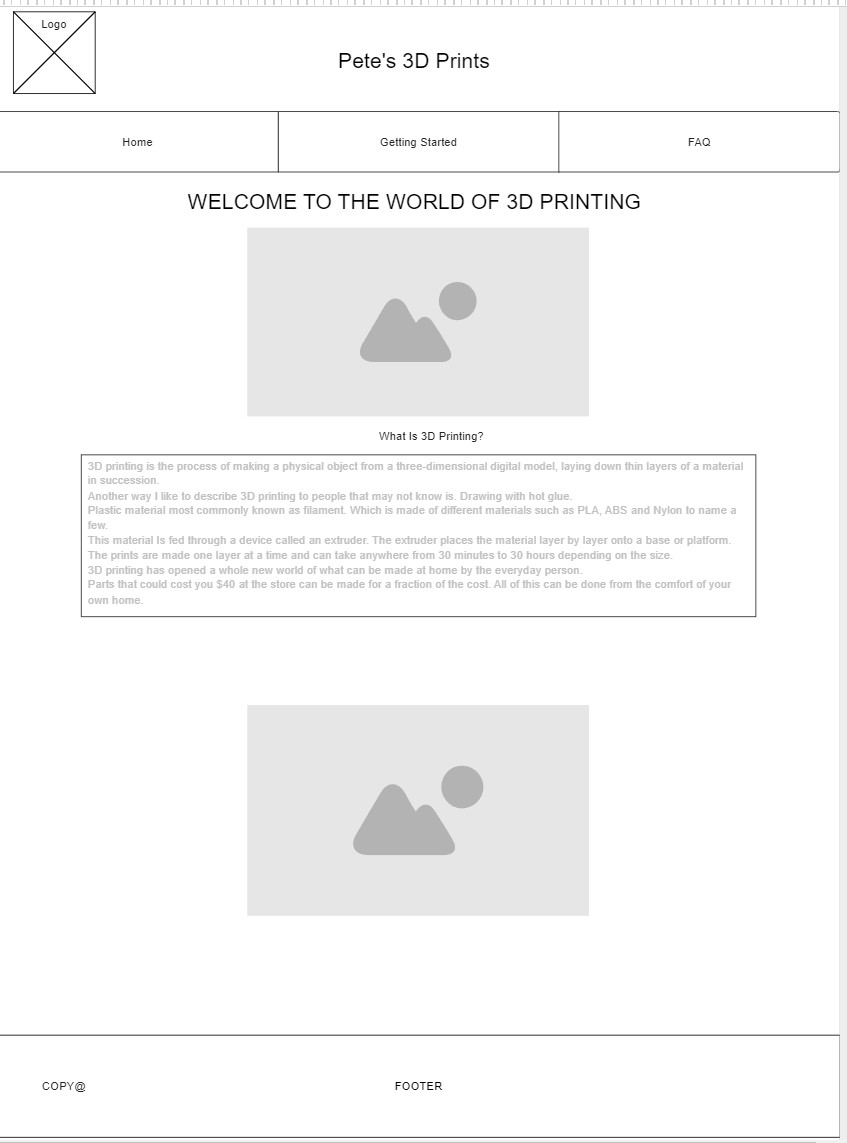 Logo
Pete's 3D Prints
Home
Getting Started
FAQ
WELCOME TO THE WORLD OF 3D PRINTING
What Is 3D Printing?
3D printing is the process of making a physical object from a three-dimensional digital model, laying down thin layers of a material
in succession.
Another way I like to describe 3D printing to people that may not know is. Drawing with hot glue.
Plastic material most commonly known as filament. Which is made of different materials such as PLA, ABS and Nylon to name a
few.
This material Is fed through a device called an extruder. The extruder places the material layer by layer onto a base or platform.
The prints are made one layer at a time and can take anywhere from 30 minutes to 30 hours depending on the size.
3D printing has opened a whole new world of what can be made at home by the everyday person.
Parts that could cost you $40 at the store can be made for a fraction of the cost. All of this can be done from the comfort of your
own home.
COPY@
FOOTER